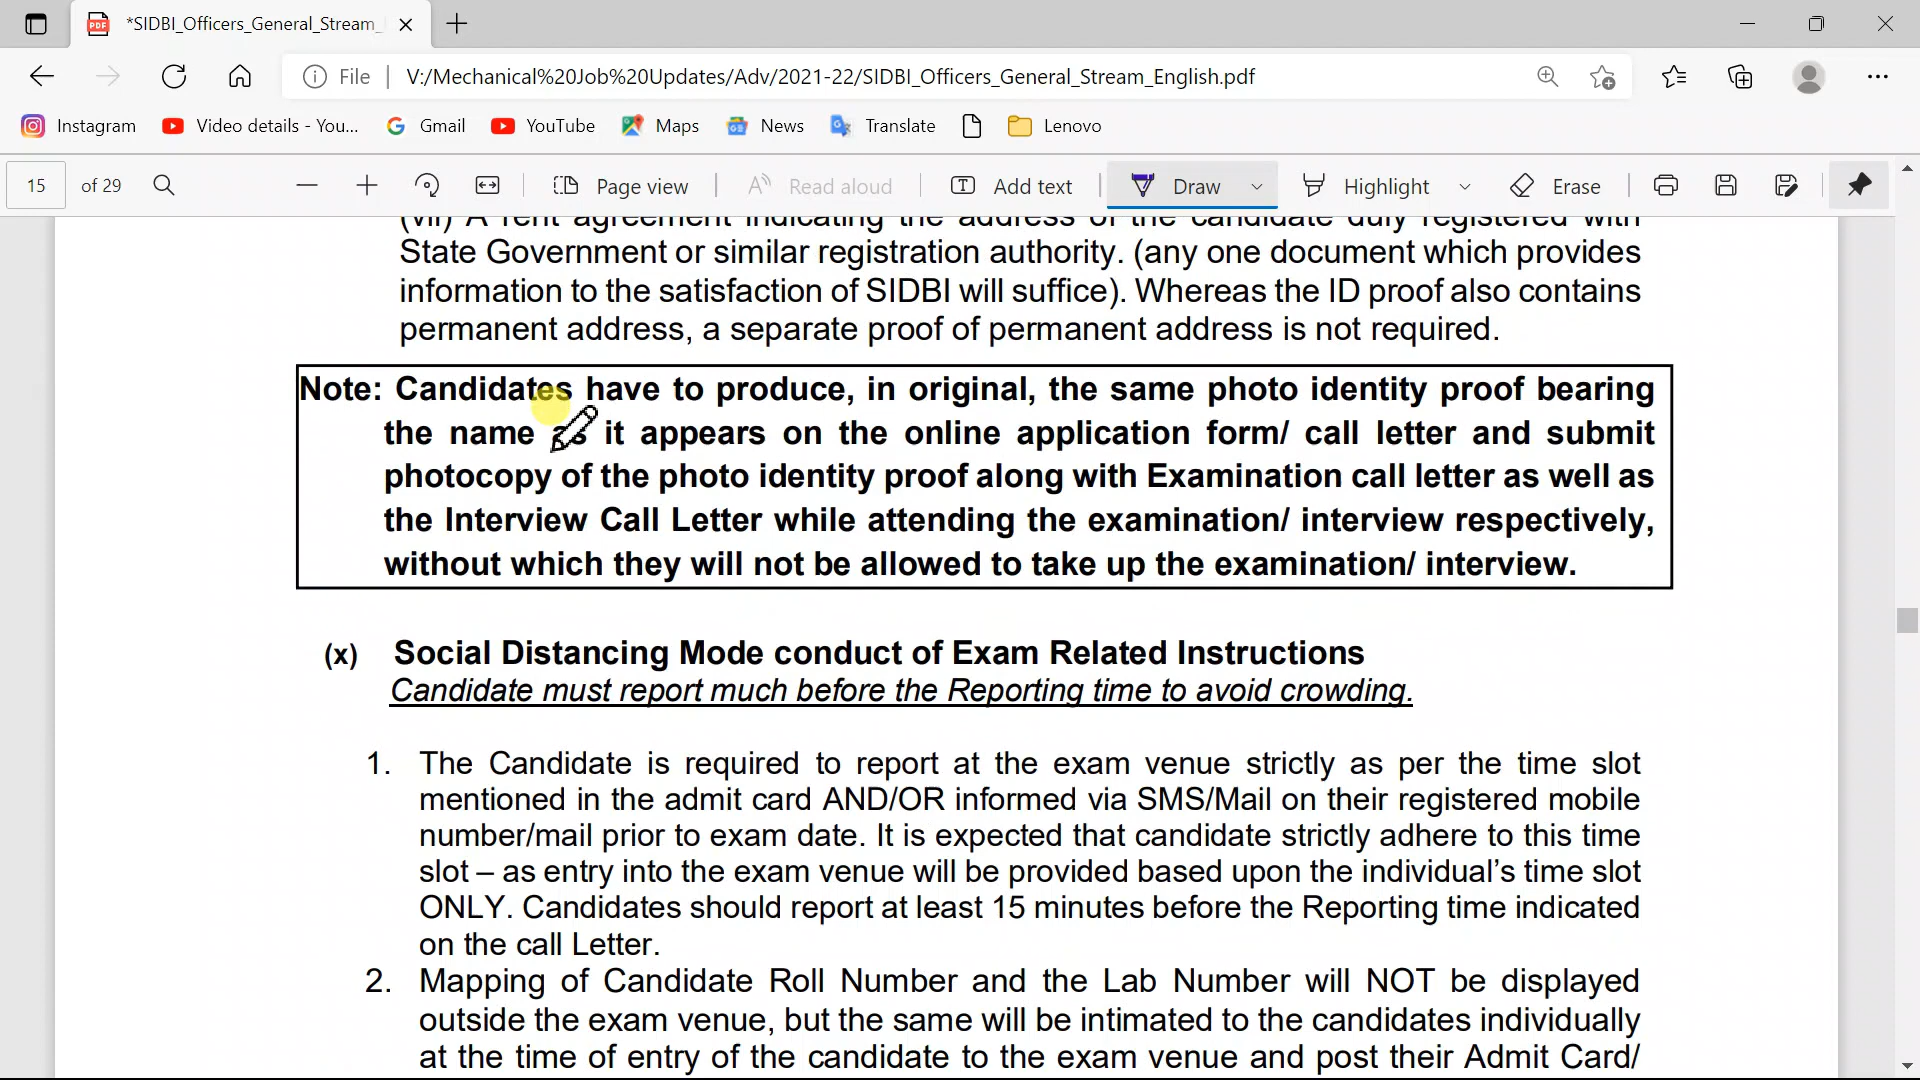 *SIDBI_Officers_General_Stream_
File
V:/Mechanical%20Job%20Updates/Adv/2021-22/SIDBI_Officers_General_Stream_English.pdf
Instagram
Video details - You...
Gmail
YouTube
Maps
News
Translate
Lenovo
15 of 29
Page view
Read aloud
Add text
Draw
Highlight
Erase
(vii) A rent agreement indicating the address of the candidate duly registered with
State Government or similar registration authority. (any one document which provides
information to the satisfaction of SIDBI will suffice). Whereas the ID proof also contains
permanent address, a separate proof of permanent address is not required.
Note: Candidates have to produce, in original, the same photo identity proof bearing
the name as it appears on the online application form/ call letter and submit
photocopy of the photo identity proof along with Examination call letter as well as
the Interview Call Letter while attending the examination/ interview respectively,
without which they will not be allowed to take up the examination/ interview.
(x) Social Distancing Mode conduct of Exam Related Instructions
Candidate must report much before the Reporting time to avoid crowding.
1. The Candidate is required to report at the exam venue strictly as per the time slot
mentioned in the admit card AND/OR informed via SMS/Mail on their registered mobile
number/mail prior to exam date. It is expected that candidate strictly adhere to this time
slot – as entry into the exam venue will be provided based upon the individual's time slot
ONLY. Candidates should report at least 15 minutes before the Reporting time indicated
on the call Letter.
2. Mapping of Candidate Roll Number and the Lab Number will NOT be displayed
outside the exam venue, but the same will be intimated to the candidates individually
at the time of entry of the candidate to the exam venue and post their Admit Card/